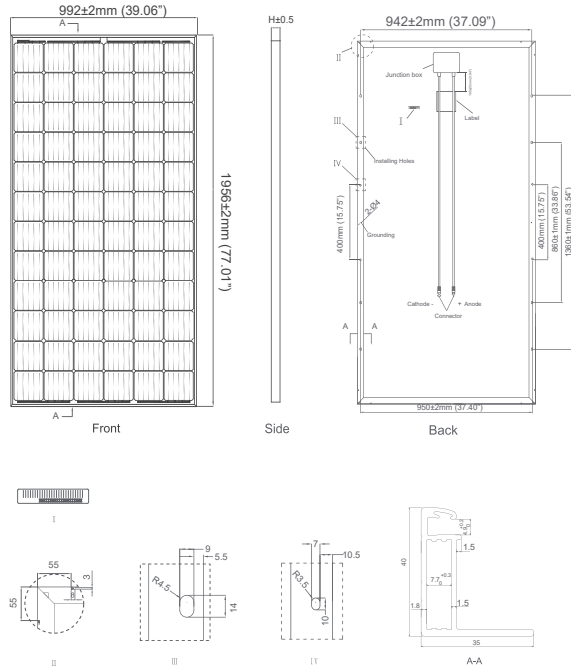 992±2mm (39.06")
A
1956±2mm (77.01")
A
Front
H±0.5
Side
942±2mm (37.09")
II
Junction box
I
Label
III
Installing Holes
IV
400mm (15.75")
2-Ø4
Grounding
400mm (15.75")
860±1mm (33.86")
1360±1mm (53.54")
Cathode - + Anode
Connector
A A
950±2mm (37.40")
Back
I
55
3
55
II
9
5.5
R4.5
14
III
7
10.5
R3.5
10
IV
40
1.5
7.7 +0.3 0
1.8
1.5
35
A-A